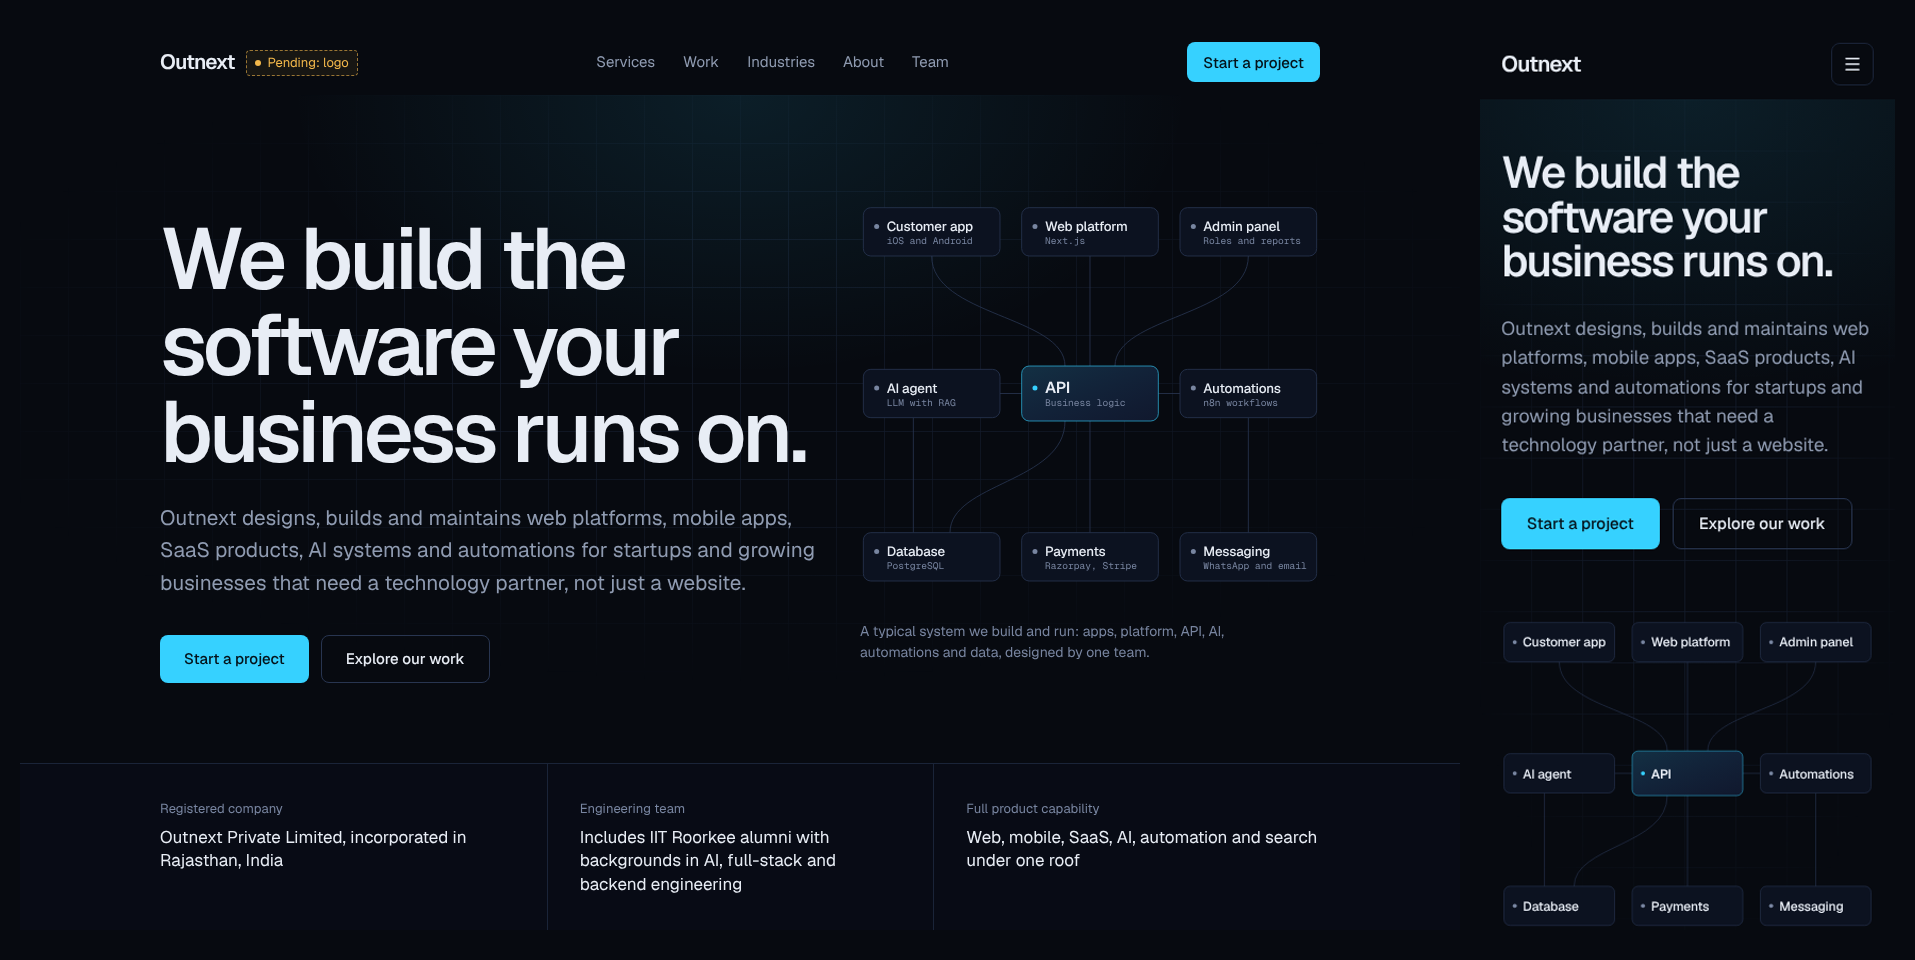 Outnext
Pending: logo
Services
Work
Industries
About
Team
Start a project
We build the
software your
business runs on.
Outnext designs, builds and maintains web platforms, mobile apps,
SaaS products, AI systems and automations for startups and growing
businesses that need a technology partner, not just a website.
Start a project
Explore our work
Customer app
iOS and Android
Web platform
Next.js
Admin panel
Roles and reports
AI agent
LLM with RAG
API
Business logic
Automations
n8n workflows
Database
PostgreSQL
Payments
Razorpay, Stripe
Messaging
WhatsApp and email
A typical system we build and run: apps, platform, API, AI,
automations and data, designed by one team.
Registered company
Outnext Private Limited, incorporated in
Rajasthan, India
Engineering team
Includes IIT Roorkee alumni with
backgrounds in AI, full-stack and
backend engineering
Full product capability
Web, mobile, SaaS, AI, automation and search
under one roof
Outnext
We build the
software your
business runs on.
Outnext designs, builds and maintains web
platforms, mobile apps, SaaS products, AI
systems and automations for startups and
growing businesses that need a
technology partner, not just a website.
Start a project
Explore our work
Customer app
Web platform
Admin panel
AI agent
API
Automations
Database
Payments
Messaging